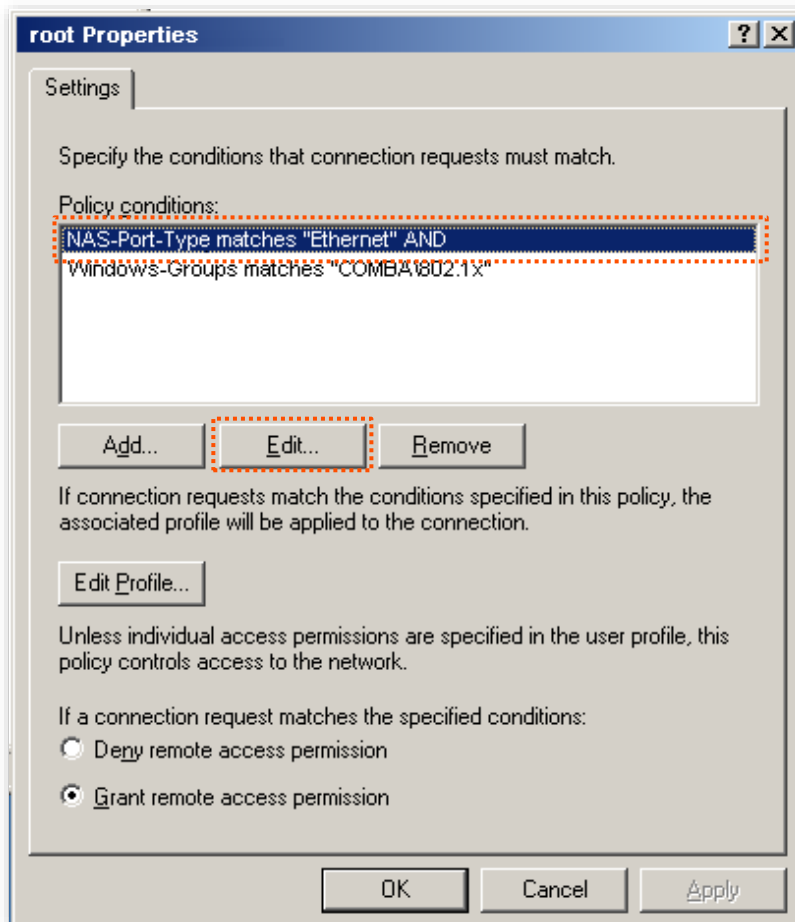 root Properties
Settings
Specify the conditions that connection requests must match.
Policy conditions:
NAS-Port-Type matches "Ethernet" AND
Windows-Groups matches "COMBA\802.1x"
Add... Edit... Remove
If connection requests match the conditions specified in this policy, the
associated profile will be applied to the connection.
Edit Profile...
Unless individual access permissions are specified in the user profile, this
policy controls access to the network.
If a connection request matches the specified conditions:
Deny remote access permission
Grant remote access permission
OK Cancel Apply